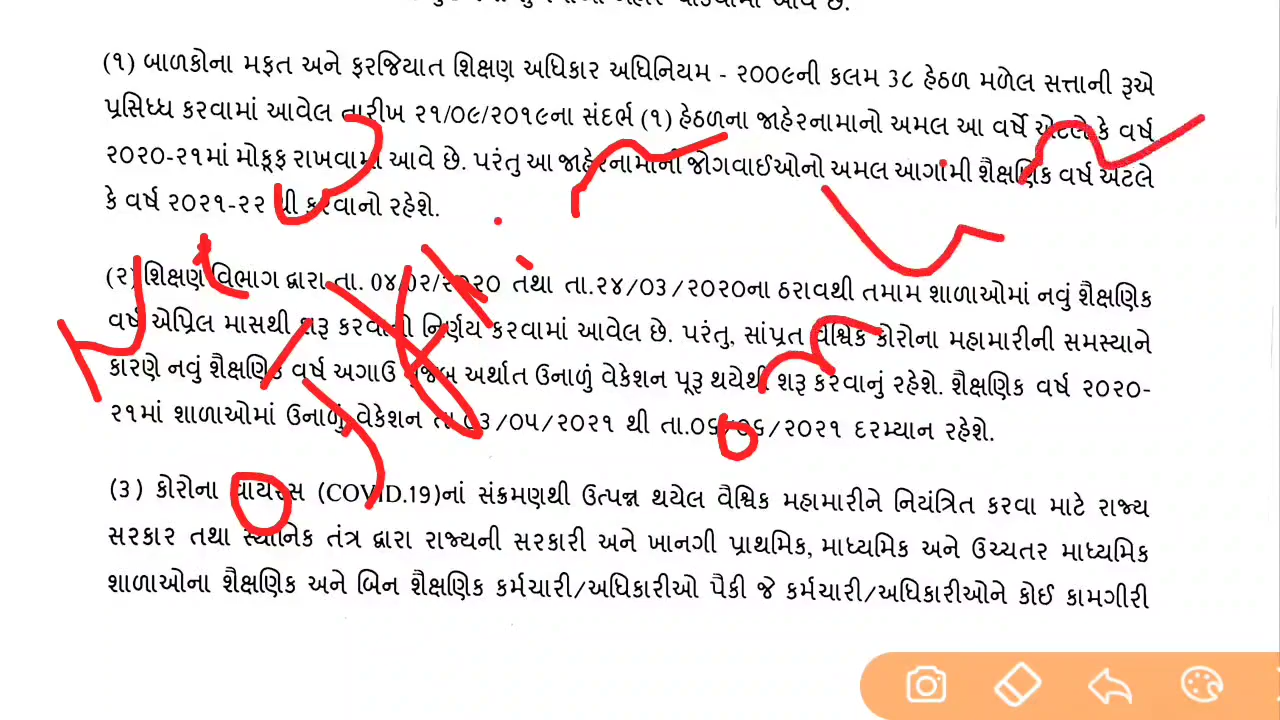 (૧) બાળકોના મફત અને ફરજિયાત શિક્ષણ અધિકાર અધિનિયમ - ૨૦૦૯ની કલમ ૩૮ હેઠળ મળેલ સત્તાની રૂએ
પ્રસિધ્ધ કરવામાં આવેલ તારીખ ૨૧/૦૯/૨૦૧૯ના સંદર્ભ (૧) હેઠળના જાહેરનામાનો અમલ આ વર્ષે એટલે કે વર્ષ
૨૦૨૦-૨૧માં મોકૂફ રાખવામાં આવે છે. પરંતુ આ જાહેરનામાની જોગવાઈઓનો અમલ આગામી શૈક્ષણિક વર્ષ એટલે
કે વર્ષ ૨૦૨૧-૨૨ થી કરવાનો રહેશે.
(૨) શિક્ષણ વિભાગ દ્વારા તા. ૦૪/૦૨/૨૦૨૦ તથા તા.૨૪/૦૩/૨૦૨૦ના ઠરાવથી તમામ શાળાઓમાં નવું શૈક્ષણિક
વર્ષ એપ્રિલ માસથી શરૂ કરવાનો નિર્ણય કરવામાં આવેલ છે. પરંતુ, સાંપ્રત વૈશ્વિક કોરોના મહામારીની સમસ્યાને
કારણે નવું શૈક્ષણિક વર્ષ અગાઉ મુજબ અર્થાત ઉનાળું વેકેશન પૂરૂ થયેથી શરૂ કરવાનું રહેશે. શૈક્ષણિક વર્ષ ૨૦૨૦-
૨૧માં શાળાઓમાં ઉનાળું વેકેશન તા.૦૩/૦૫/૨૦૨૧ થી તા.૦૬/૦૬/૨૦૨૧ દરમ્યાન રહેશે.
(૩) કોરોના વાયરસ (COVID.19)નાં સંક્રમણથી ઉત્પન્ન થયેલ વૈશ્વિક મહામારીને નિયંત્રિત કરવા માટે રાજ્ય
સરકાર તથા સ્થાનિક તંત્ર દ્વારા રાજ્યની સરકારી અને ખાનગી પ્રાથમિક, માધ્યમિક અને ઉચ્ચતર માધ્યમિક
શાળાઓના શૈક્ષણિક અને બિન શૈક્ષણિક કર્મચારી/અધિકારીઓ પૈકી જે કર્મચારી/અધિકારીઓને કોઈ કામગીરી